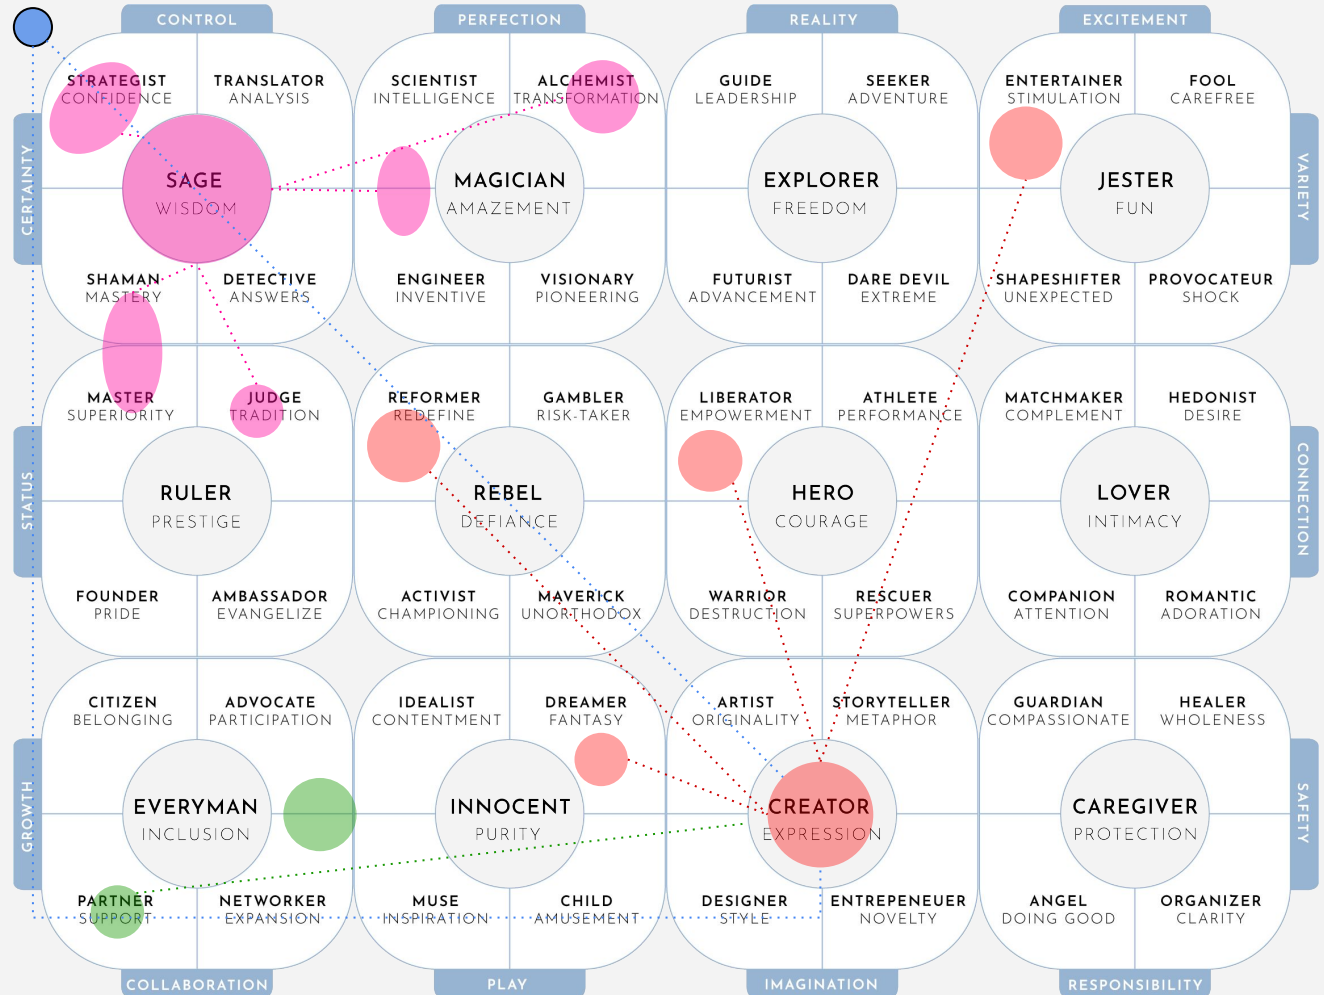 CONTROL
PERFECTION
REALITY
EXCITEMENT
STRATEGIST
CONFIDENCE
TRANSLATOR
ANALYSIS
SCIENTIST
INTELLIGENCE
ALCHEMIST
TRANSFORMATION
GUIDE
LEADERSHIP
SEEKER
ADVENTURE
ENTERTAINER
STIMULATION
FOOL
CAREFREE
CERTAINTY
SAGE
WISDOM
MAGICIAN
AMAZEMENT
EXPLORER
FREEDOM
JESTER
FUN
VARIETY
SHAMAN
MASTERY
DETECTIVE
ANSWERS
ENGINEER
INVENTIVE
VISIONARY
PIONEERING
FUTURIST
ADVANCEMENT
DARE DEVIL
EXTREME
SHAPESHIFTER
UNEXPECTED
PROVOCATEUR
SHOCK
MASTER
SUPERIORITY
JUDGE
TRADITION
REFORMER
REDEFINE
GAMBLER
RISK-TAKER
LIBERATOR
EMPOWERMENT
ATHLETE
PERFORMANCE
MATCHMAKER
COMPLEMENT
HEDONIST
DESIRE
STATUS
RULER
PRESTIGE
REBEL
DEFIANCE
HERO
COURAGE
LOVER
INTIMACY
CONNECTION
FOUNDER
PRIDE
AMBASSADOR
EVANGELIZE
ACTIVIST
CHAMPIONING
MAVERICK
UNORTHODOX
WARRIOR
DESTRUCTION
RESCUER
SUPERPOWERS
COMPANION
ATTENTION
ROMANTIC
ADORATION
CITIZEN
BELONGING
ADVOCATE
PARTICIPATION
IDEALIST
CONTENTMENT
DREAMER
FANTASY
ARTIST
ORIGINALITY
STORYTELLER
METAPHOR
GUARDIAN
COMPASSIONATE
HEALER
WHOLENESS
GROWTH
EVERYMAN
INCLUSION
INNOCENT
PURITY
CREATOR
EXPRESSION
CAREGIVER
PROTECTION
SAFETY
PARTNER
SUPPORT
NETWORKER
EXPANSION
MUSE
INSPIRATION
CHILD
AMUSEMENT
DESIGNER
STYLE
ENTREPENEUER
NOVELTY
ANGEL
DOING GOOD
ORGANIZER
CLARITY
COLLABORATION
PLAY
IMAGINATION
RESPONSIBILITY